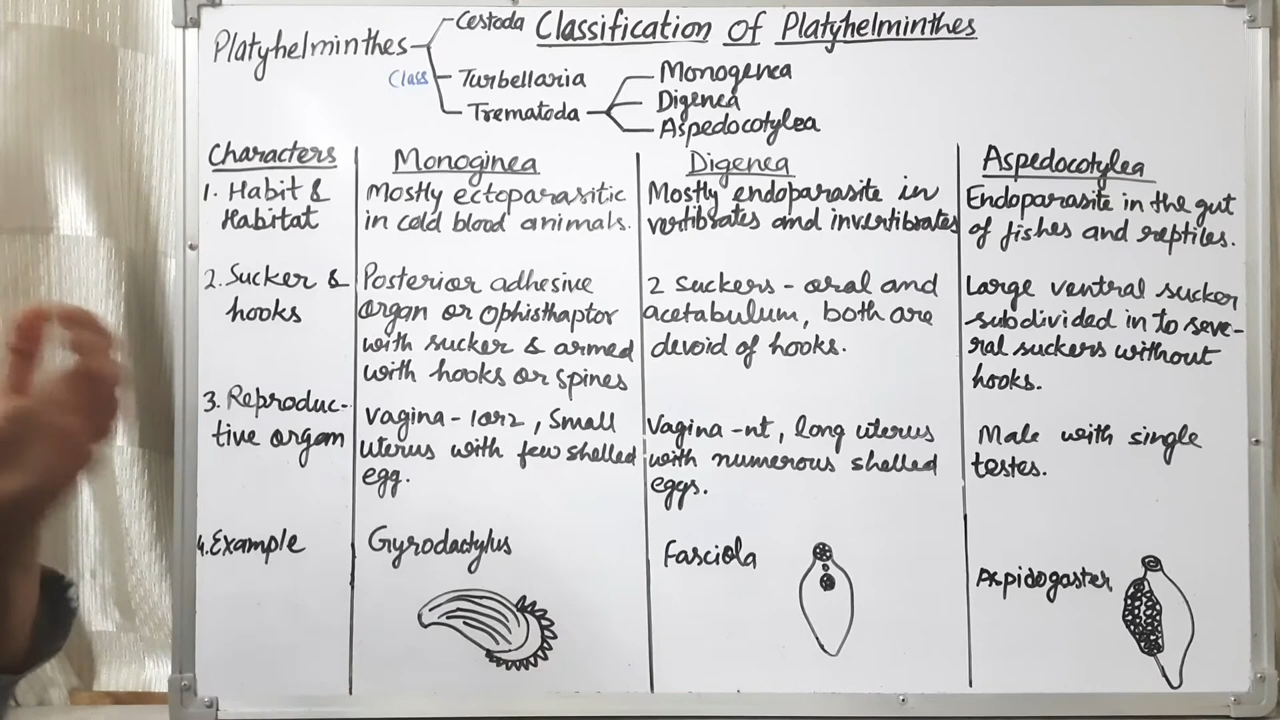 Classification Of Platyhelminthes
Platyhelminthes
Class
Cestoda
Turbellaria
Trematoda
Monogenea
Digenea
Aspedocotylea
Characters
1. Habit &
Habitat
2. Sucker &
hooks
3. Reproduc-
tive organ
4. Example
Monoginea
Mostly ectoparasitic
in cold blood animals.
Posterior adhesive
organ or ophisthaptor
with sucker & armed
with hooks or spines
Vagina - 1 or 2, Small
uterus with few shelled
egg.
Gyrodactylus
Digenea
Mostly endoparasite in
vertibrates and invertibrates
2 suckers - oral and
acetabulum, both are
devoid of hooks.
Vagina - nt, long uterus
with numerous shelled
eggs.
Fasciola
Aspedocotylea
Endoparasite in the gut
of fishes and reptiles.
Large ventral sucker
subdivided in to seve-
ral suckers without
hooks.
Male with single
testes.
Aspidogaster